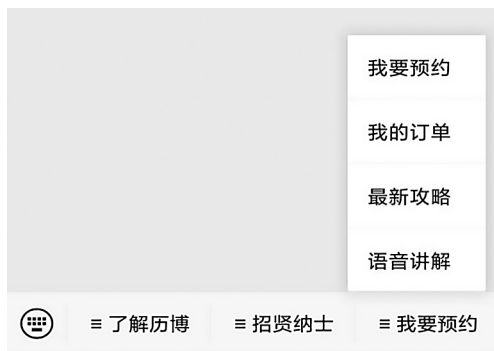 我要预约
我的订单
最新攻略
语音讲解
≡ 了解历博 ≡ 招贤纳士 ≡ 我要预约